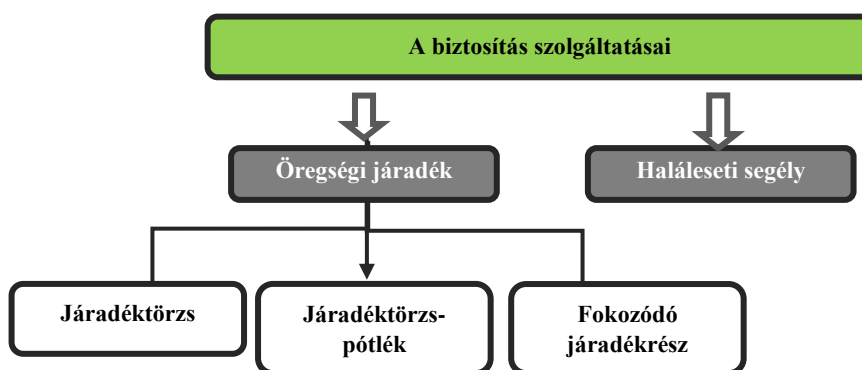 A biztosítás szolgáltatásai
Öregségi járadék
Haláleseti segély
Járadéktörzs
Járadéktörzs-
pótlék
Fokozódó
járadékrész